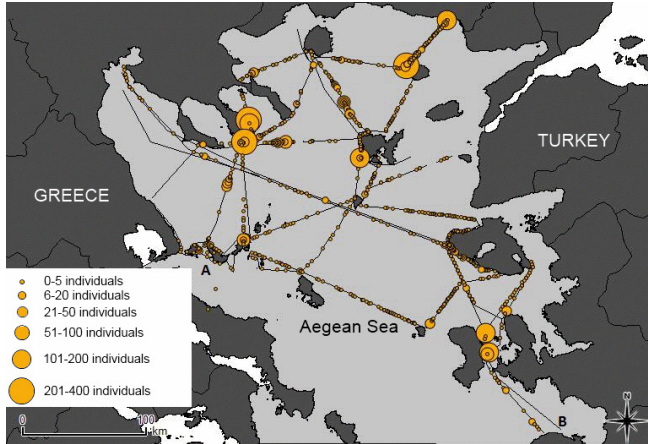 TURKEY
GREECE
A
0-5 individuals
6-20 individuals
21-50 individuals
51-100 individuals
101-200 individuals
201-400 individuals
Aegean Sea
B
N
0 100
km